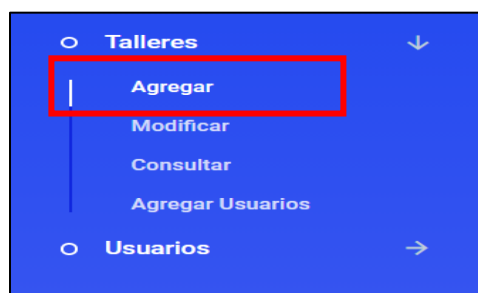 Talleres
Agregar
Modificar
Consultar
Agregar Usuarios
Usuarios